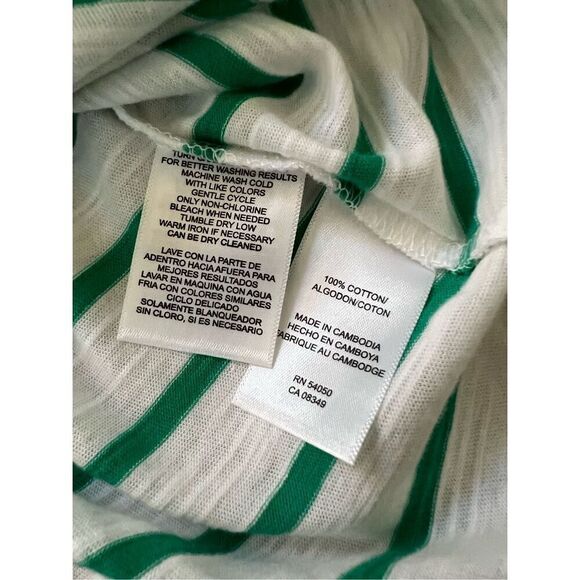 TURN
FOR BETTER WASHING RESULTS
MACHINE WASH COLD
WITH LIKE COLORS
GENTLE CYCLE
ONLY NON-CHLORINE
BLEACH WHEN NEEDED
TUMBLE DRY LOW
WARM IRON IF NECESSARY
CAN BE DRY CLEANED
LAVE CON LA PARTE DE
ADENTRO HACIA AFUERA PARA
MEJORES RESULTADOS
LAVAR EN MAQUINA CON AGUA
FRIA CON COLORES SIMILARES
CICLO DELICADO
SOLAMENTE BLANQUEADOR
SIN CLORO, SI ES NECESARIO
100% COTTON/
ALGODON/COTON
MADE IN CAMBODIA
HECHO EN CAMBOYA
FABRIQUE AU CAMBODGE
RN 54050
CA 08349